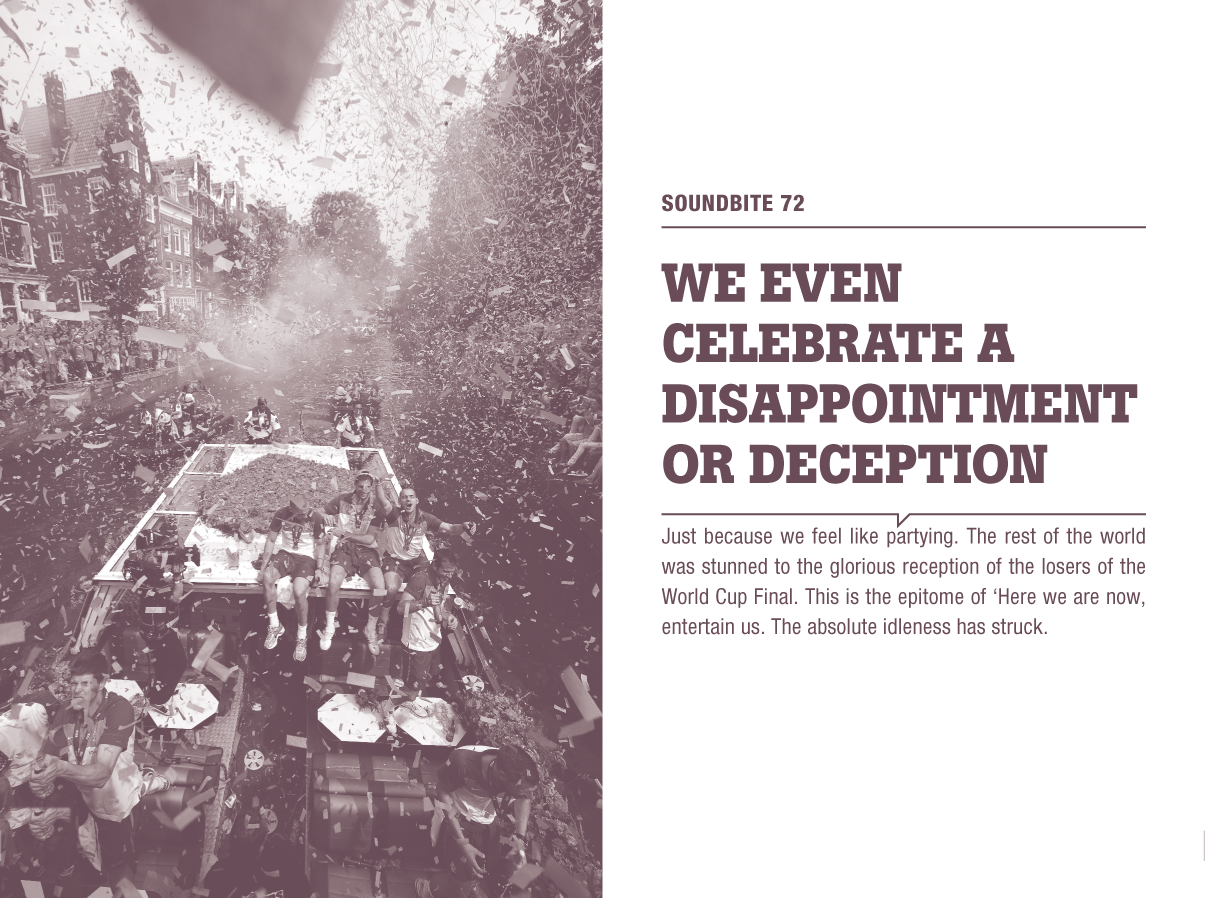 SOUNDBITE 72
WE EVEN
CELEBRATE A
DISAPPOINTMENT
OR DECEPTION
Just because we feel like partying. The rest of the world
was stunned to the glorious reception of the losers of the
World Cup Final. This is the epitome of ‘Here we are now,
entertain us. The absolute idleness has struck.